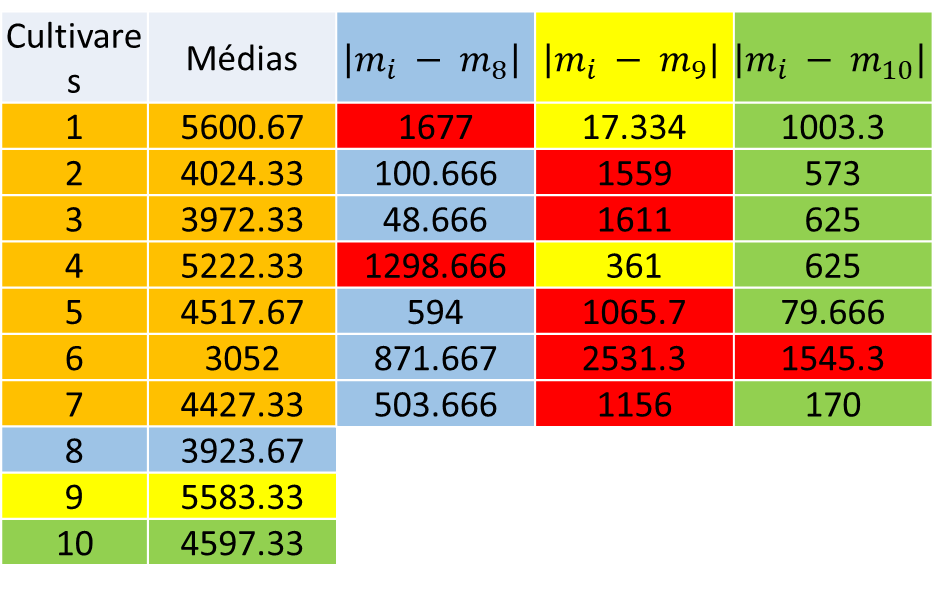 Cultivare
s Médias |m_i − m_8| |m_i − m_9| |m_i − m_10|
1 5600.67 1677 17.334 1003.3
2 4024.33 100.666 1559 573
3 3972.33 48.666 1611 625
4 5222.33 1298.666 361 625
5 4517.67 594 1065.7 79.666
6 3052 871.667 2531.3 1545.3
7 4427.33 503.666 1156 170
8 3923.67
9 5583.33
10 4597.33